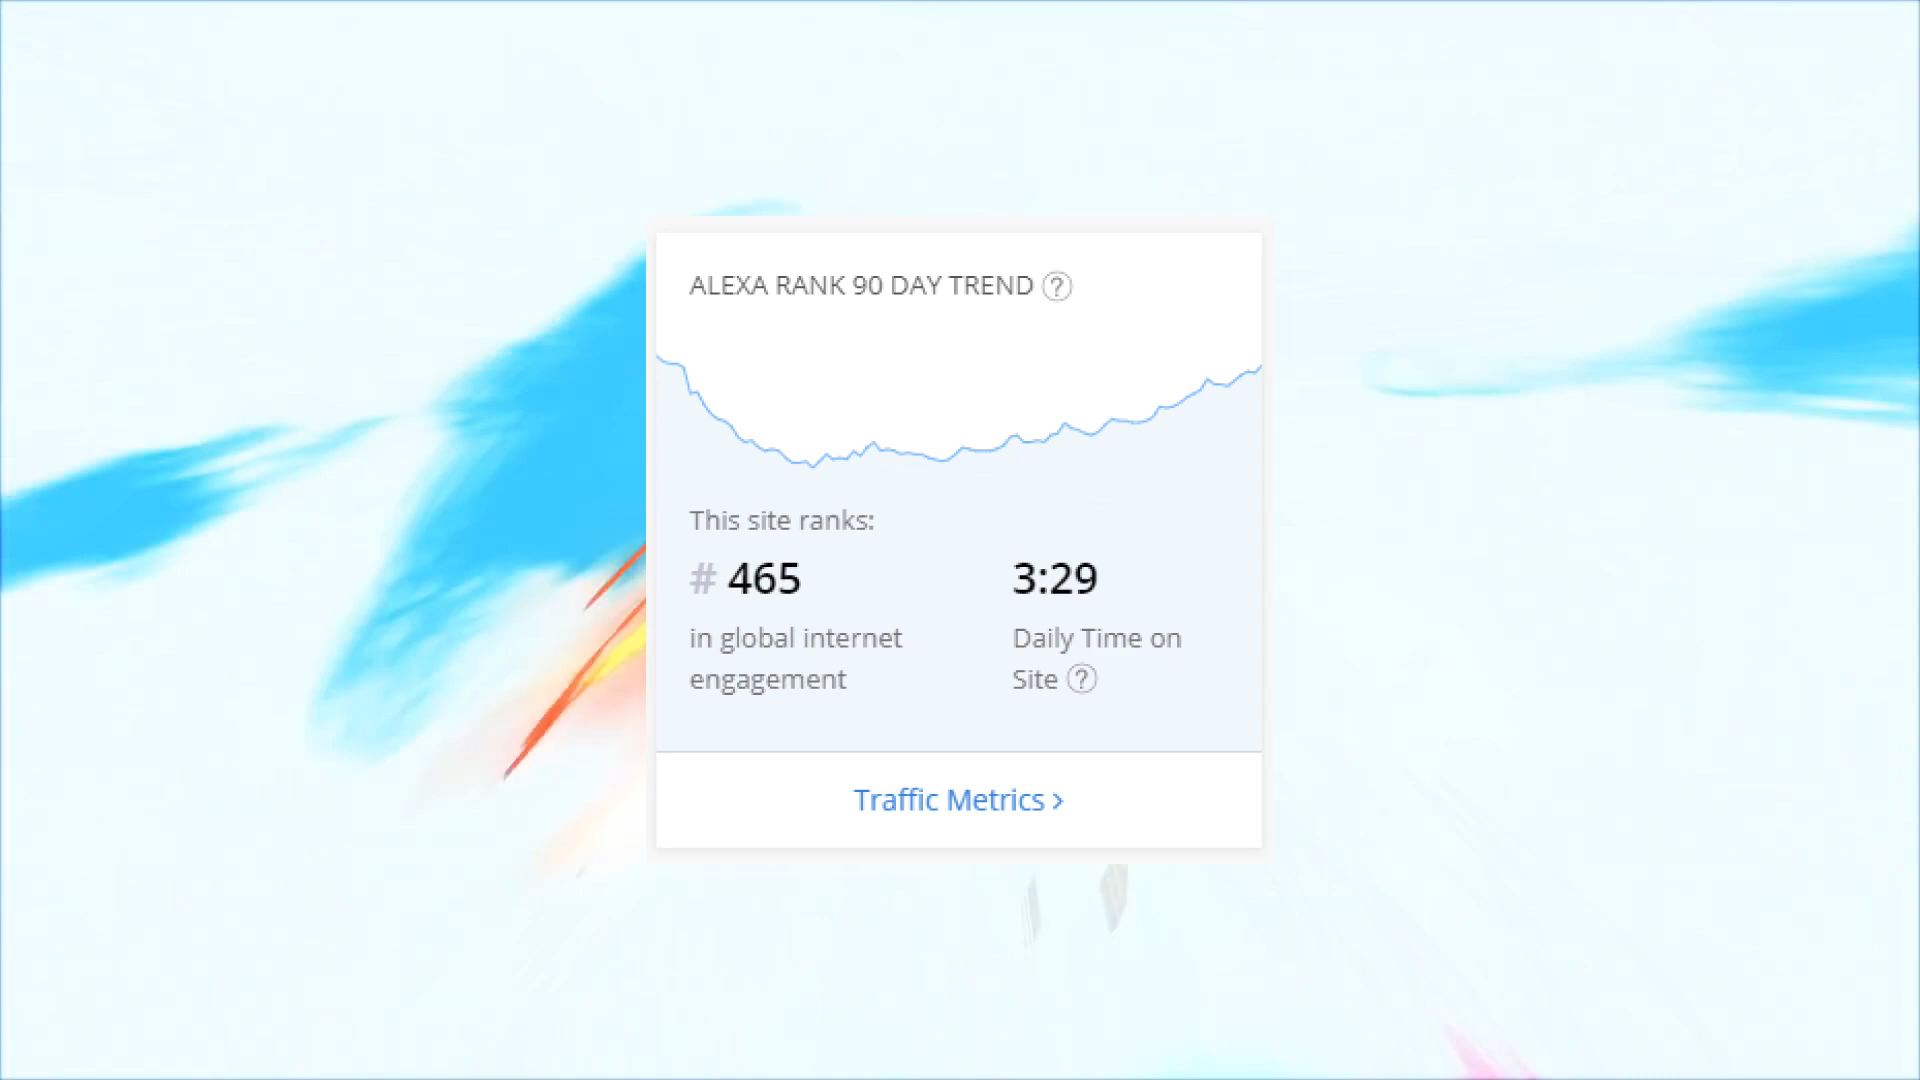 ALEXA RANK 90 DAY TREND ?
This site ranks:
# 465
in global internet
engagement
3:29
Daily Time on
Site ?
Traffic Metrics >